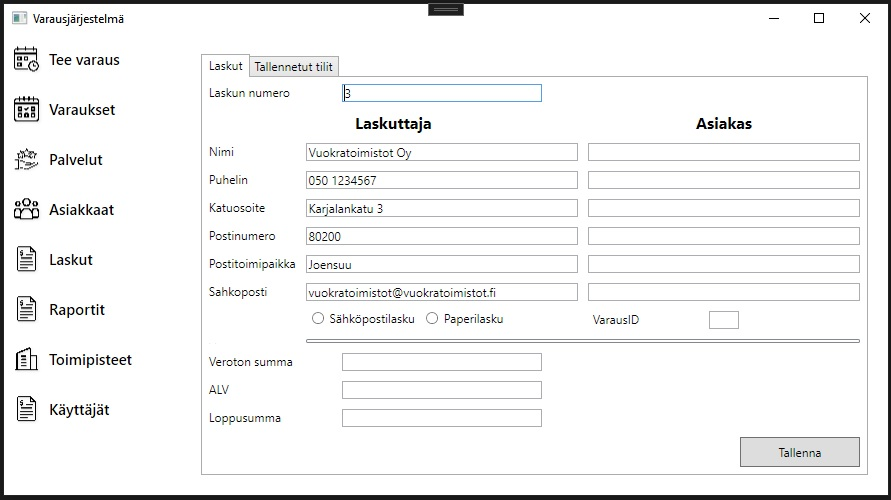 Varausjärjestelmä
Tee varaus
Varaukset
Palvelut
Asiakkaat
Laskut
Raportit
Toimipisteet
Käyttäjät
Laskut Tallennetut tilit
Laskun numero 3
Laskuttaja Asiakas
Nimi Vuokratoimistot Oy
Puhelin 050 1234567
Katuosoite Karjalankatu 3
Postinumero 80200
Postitoimipaikka Joensuu
Sahkoposti vuokratoimistot@vuokratoimistot.fi
Sähköpostilasku Paperilasku VarausID
Veroton summa
ALV
Loppusumma
Tallenna